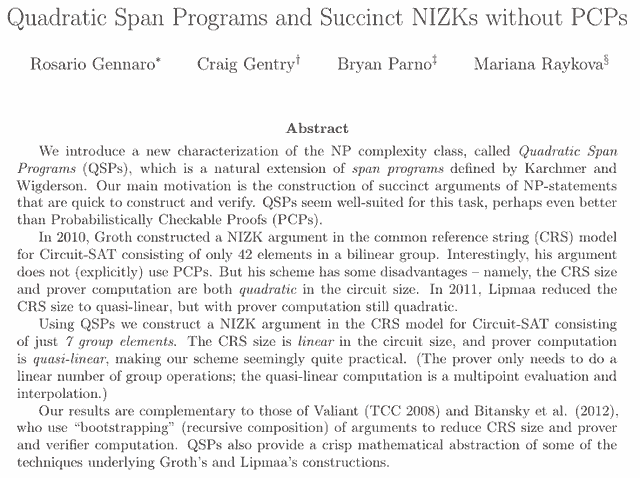 Quadratic Span Programs and Succinct NIZKs without PCPs
Rosario Gennaro* Craig Gentry† Bryan Parno‡ Mariana Raykova§
Abstract
We introduce a new characterization of the NP complexity class, called Quadratic Span
Programs (QSPs), which is a natural extension of span programs defined by Karchmer and
Wigderson. Our main motivation is the construction of succinct arguments of NP-statements
that are quick to construct and verify. QSPs seem well-suited for this task, perhaps even better
than Probabilistically Checkable Proofs (PCPs).
In 2010, Groth constructed a NIZK argument in the common reference string (CRS) model
for Circuit-SAT consisting of only 42 elements in a bilinear group. Interestingly, his argument
does not (explicitly) use PCPs. But his scheme has some disadvantages – namely, the CRS size
and prover computation are both quadratic in the circuit size. In 2011, Lipmaa reduced the
CRS size to quasi-linear, but with prover computation still quadratic.
Using QSPs we construct a NIZK argument in the CRS model for Circuit-SAT consisting
of just 7 group elements. The CRS size is linear in the circuit size, and prover computation
is quasi-linear, making our scheme seemingly quite practical. (The prover only needs to do a
linear number of group operations; the quasi-linear computation is a multipoint evaluation and
interpolation.)
Our results are complementary to those of Valiant (TCC 2008) and Bitansky et al. (2012),
who use “bootstrapping” (recursive composition) of arguments to reduce CRS size and prover
and verifier computation. QSPs also provide a crisp mathematical abstraction of some of the
techniques underlying Groth's and Lipmaa's constructions.